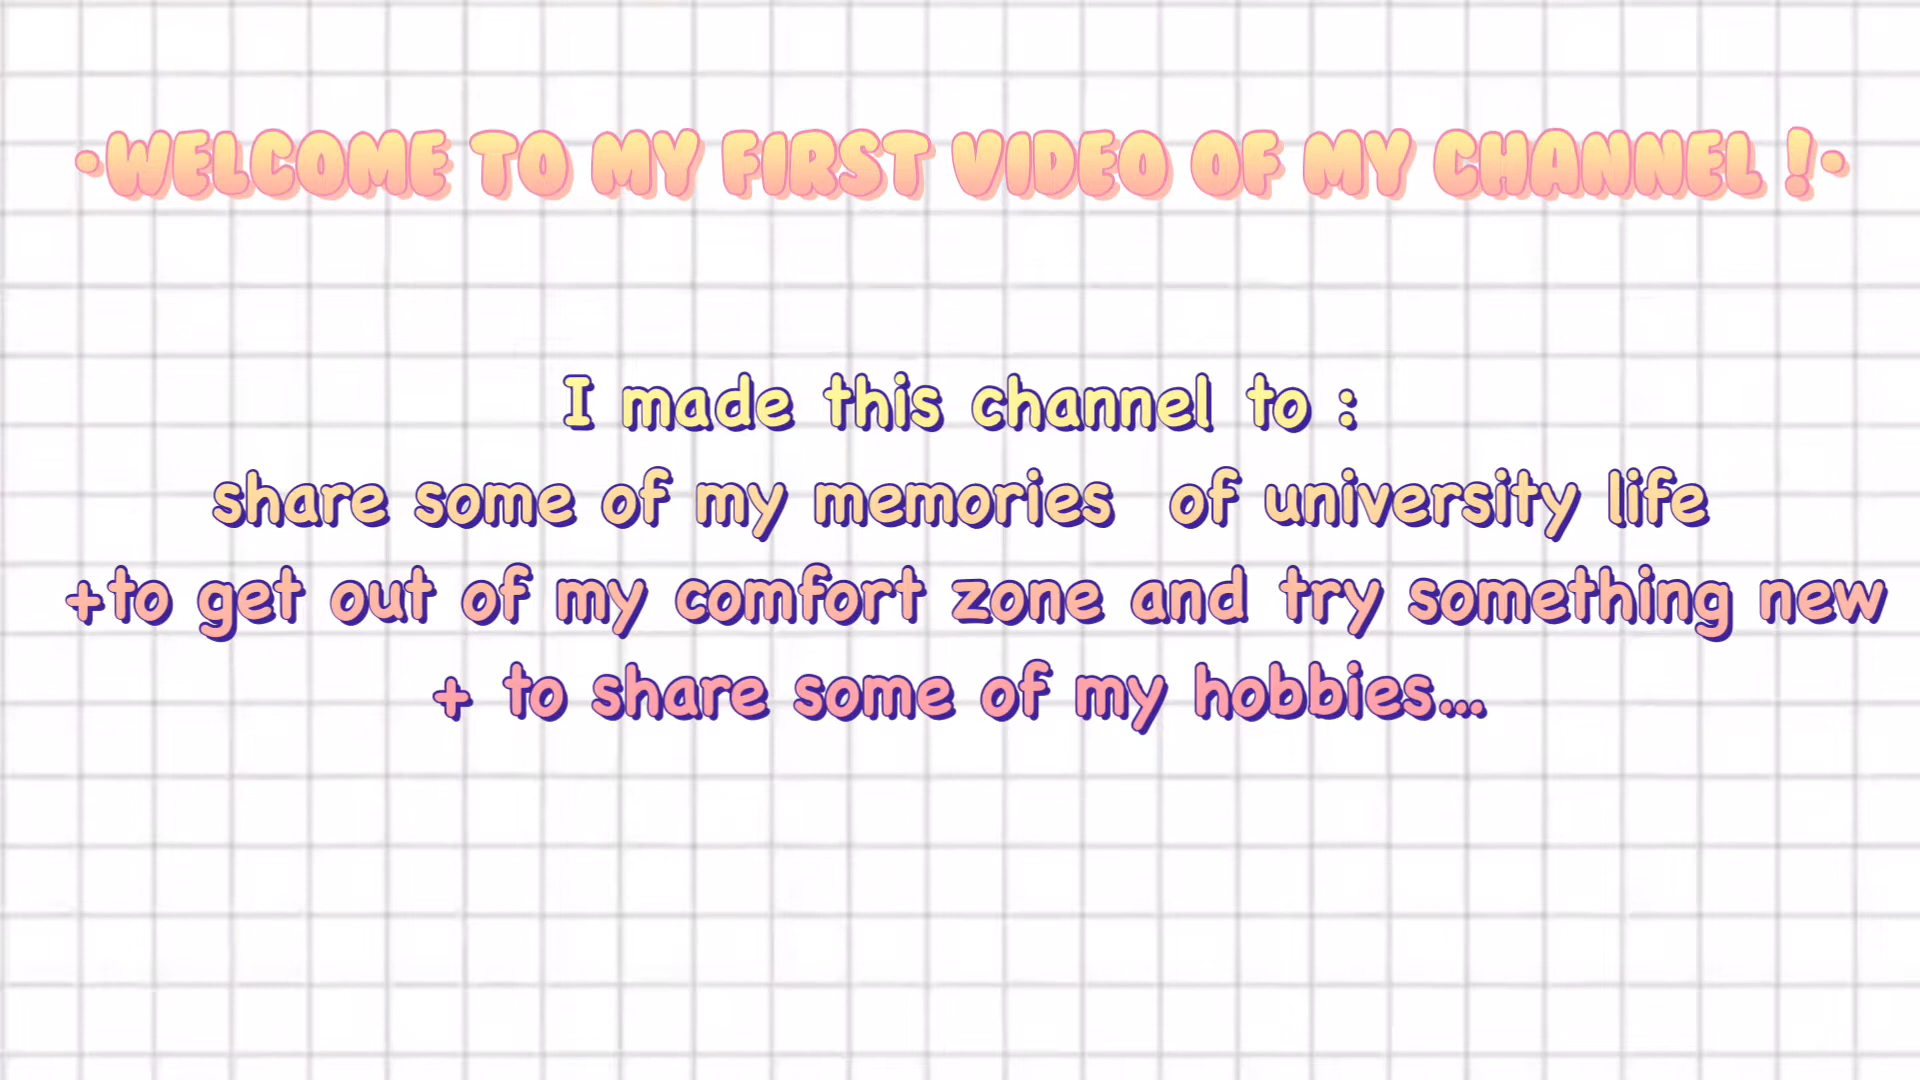 •WELCOME TO MY FIRST VIDEO OF MY CHANNEL !•
I made this channel to :
share some of my memories  of university life
+to get out of my comfort zone and try something new
+ to share some of my hobbies...